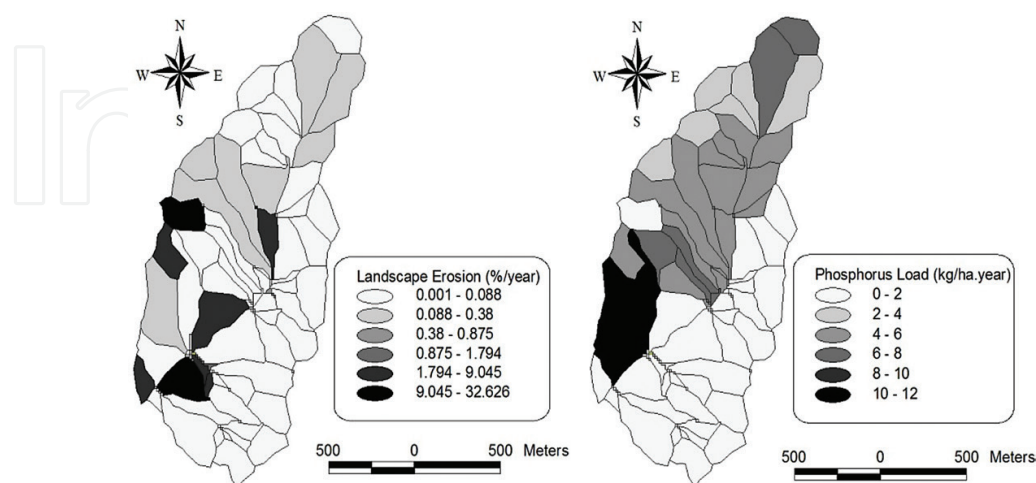 In
N
W E
S
Landscape Erosion (%/year)
0.001 - 0.088
0.088 - 0.38
0.38 - 0.875
0.875 - 1.794
1.794 - 9.045
9.045 - 32.626
500 0 500 Meters
N
W E
S
Phosphorus Load (kg/ha.year)
0 - 2
2 - 4
4 - 6
6 - 8
8 - 10
10 - 12
500 0 500 Meters